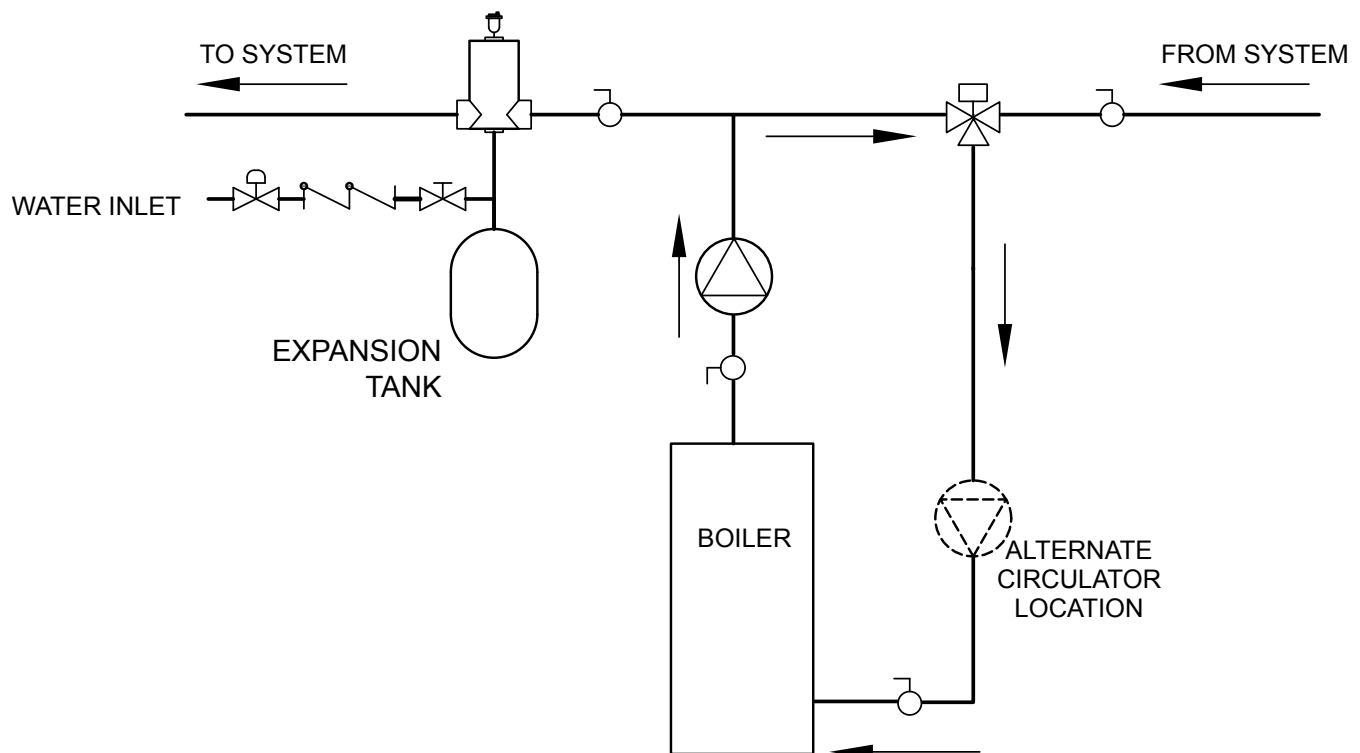 TO SYSTEM
FROM SYSTEM
WATER INLET
EXPANSION
TANK
BOILER
ALTERNATE
CIRCULATOR
LOCATION